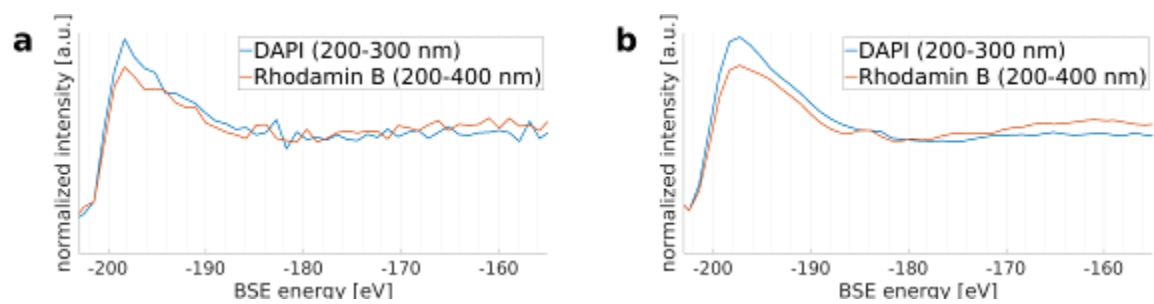 a
normalized intensity [a.u.]
DAPI (200-300 nm)
Rhodamin B (200-400 nm)
-200 -190 -180 -170 -160
BSE energy [eV]
b
normalized intensity [a.u.]
DAPI (200-300 nm)
Rhodamin B (200-400 nm)
-200 -190 -180 -170 -160
BSE energy [eV]